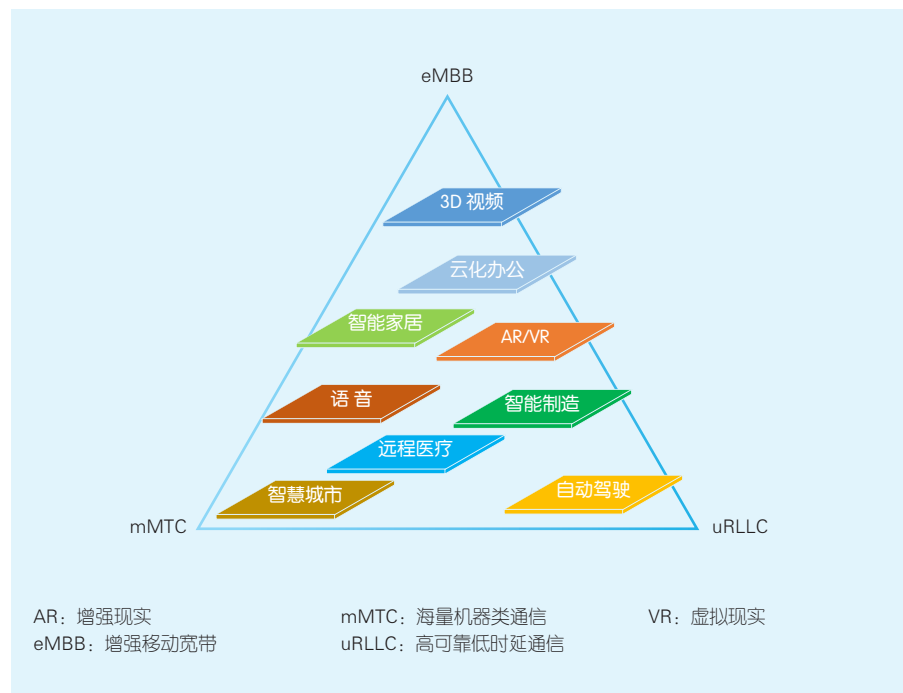 eMBB
3D 视频
云化办公
智能家居
AR/VR
语 音
智能制造
远程医疗
智慧城市
自动驾驶
mMTC
uRLLC
AR：增强现实
mMTC：海量机器类通信
VR：虚拟现实
eMBB：增强移动宽带
uRLLC：高可靠低时延通信